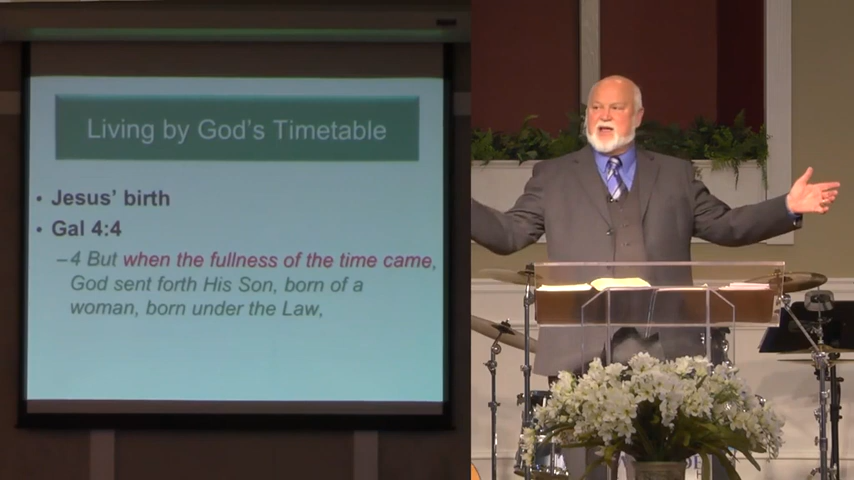 Living by God's Timetable
• Jesus' birth
• Gal 4:4
–4 But when the fullness of the time came,
God sent forth His Son, born of a
woman, born under the Law,